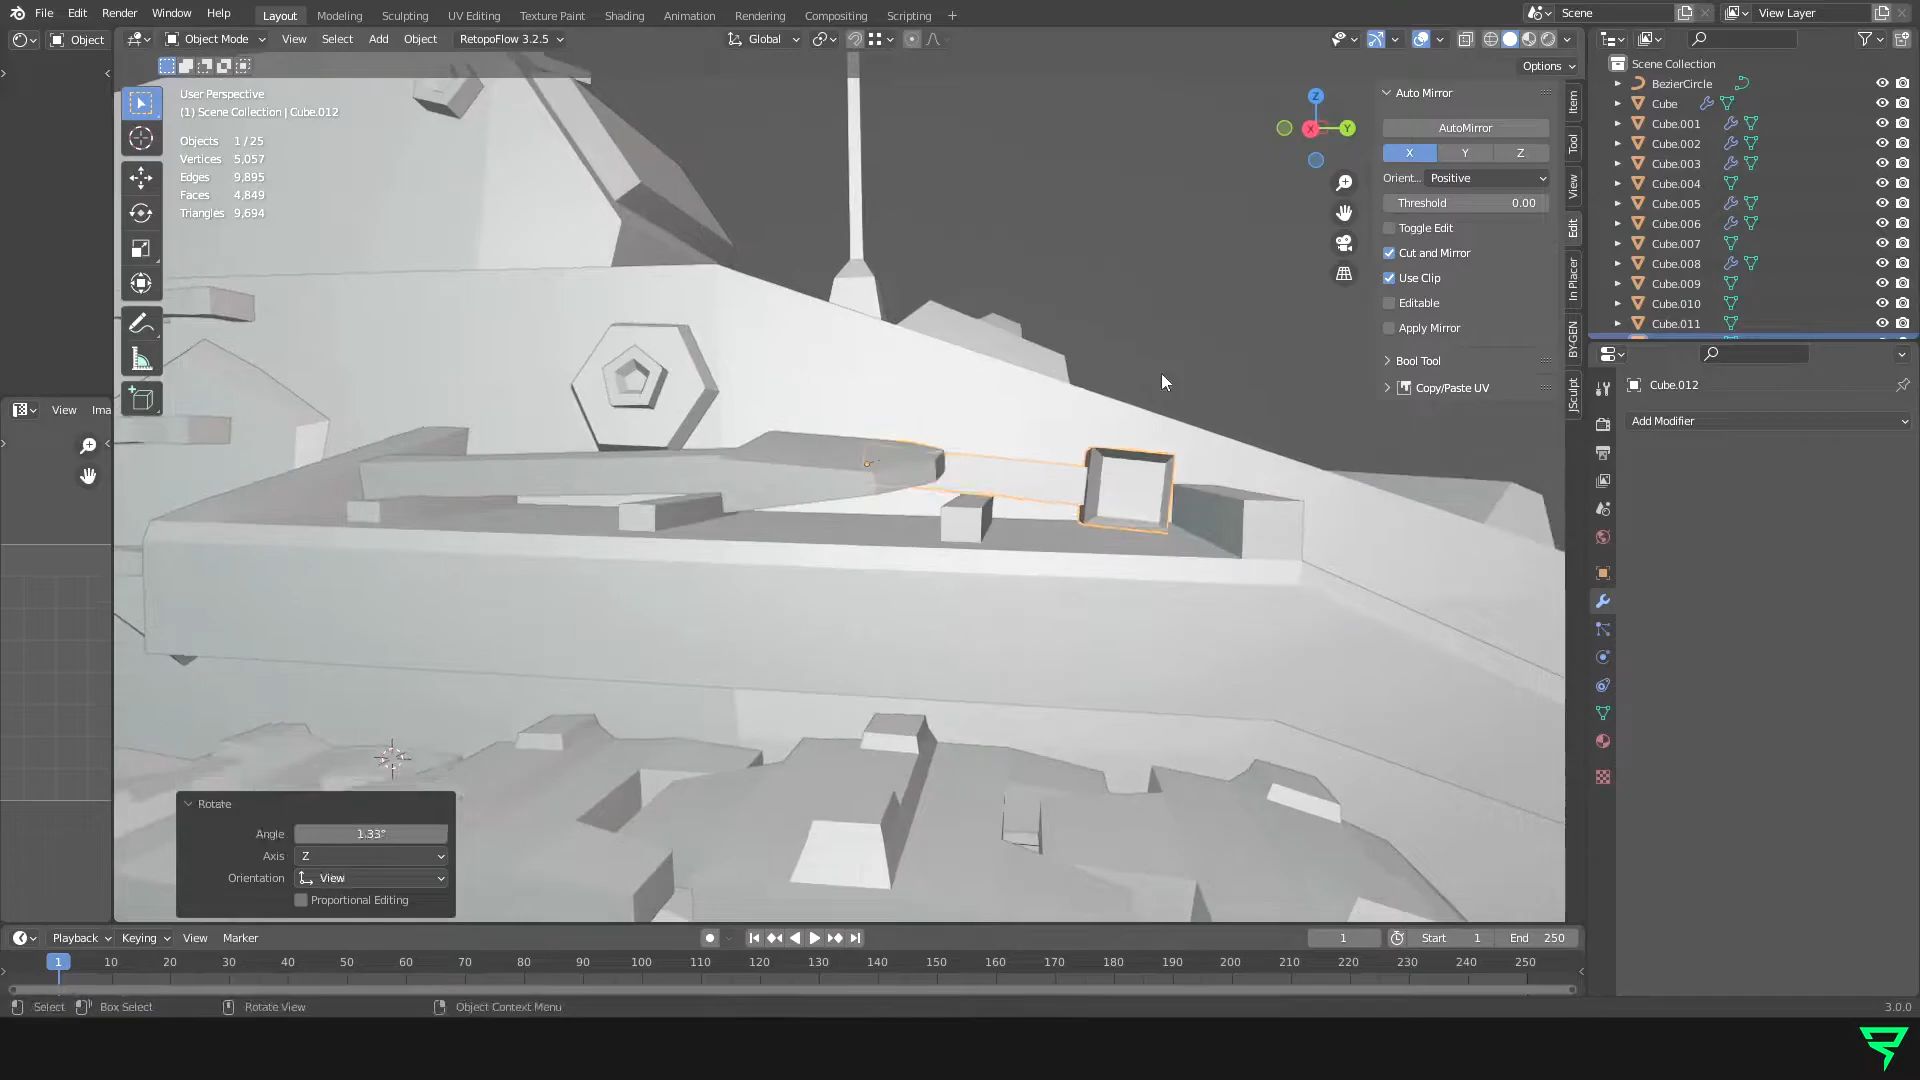 File Edit Render Window Help
Layout Modeling Sculpting UV Editing Texture Paint Shading Animation Rendering Compositing Scripting +
Scene
View Layer
Object
Object Mode View Select Add Object RetopoFlow 3.2.5
Global
Options
User Perspective
(1) Scene Collection | Cube.012
Objects 1 / 25
Vertices 5,057
Edges 9,895
Faces 4,849
Triangles 9,694
Z
X
Y
Auto Mirror
AutoMirror
X Y Z
Orient... Positive
Threshold 0.00
Toggle Edit
Cut and Mirror
Use Clip
Editable
Apply Mirror
Bool Tool
Copy/Paste UV
Item
Tool
View
Edit
In Placer
BY-GEN
JSculpt
Scene Collection
BezierCircle
Cube
Cube.001
Cube.002
Cube.003
Cube.004
Cube.005
Cube.006
Cube.007
Cube.008
Cube.009
Cube.010
Cube.011
Cube.012
Add Modifier
View Ima
Rotate
Angle 1.33°
Axis Z
Orientation View
Proportional Editing
Playback Keying View Marker
1 Start 1 End 250
1 10 20 30 40 50 60 70 80 90 100 110 120 130 140 150 160 170 180 190 200 210 220 230 240 250
Select Box Select Rotate View Object Context Menu
3.0.0